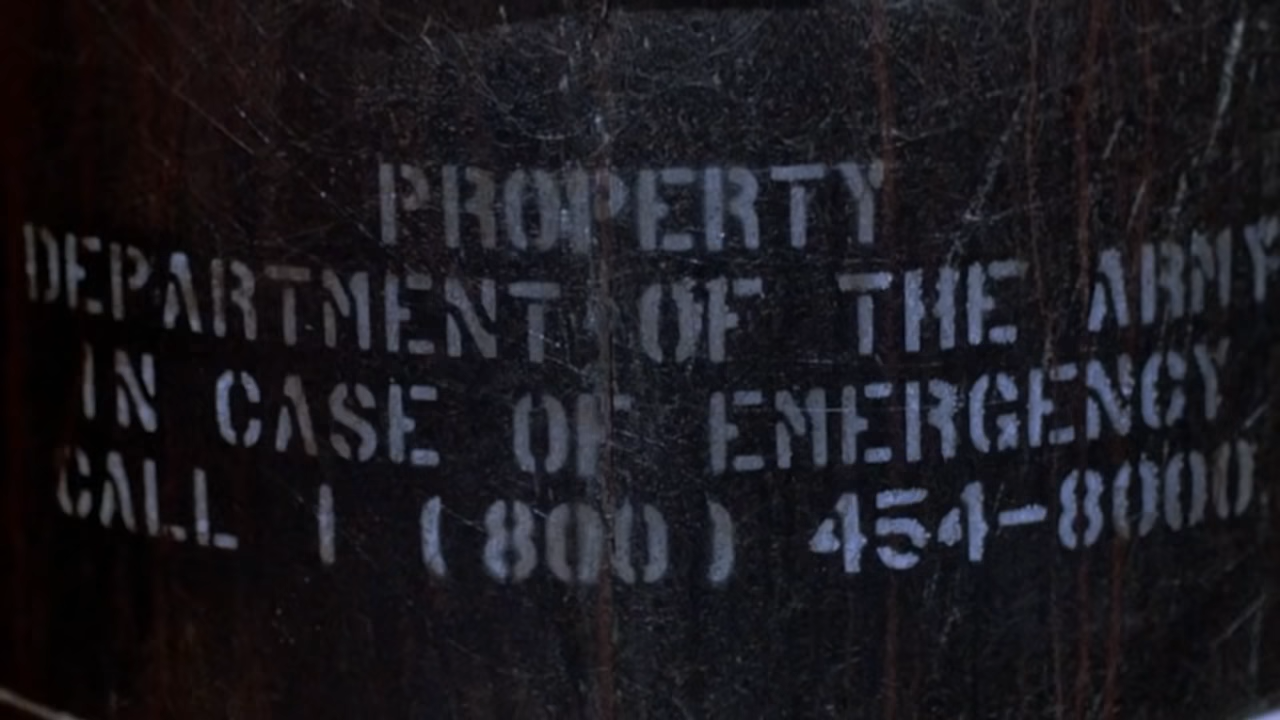 PROPERTY
DEPARTMENT OF THE ARMY
IN CASE OF EMERGENCY
CALL 1 (800) 454-8000